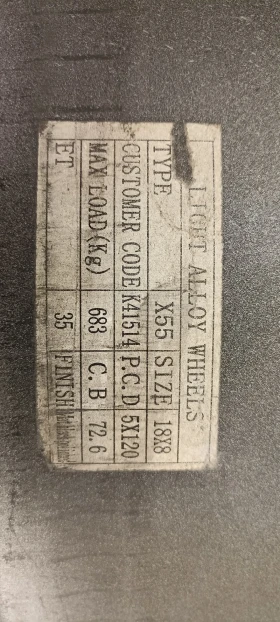 LIGHT ALLOY WHEELS
TYPE X55 SIZE 18X8
CUSTOMER CODE K41514 P.C.D 5X120
MAX LOAD(Kg) 683 C.B 72.6
ET 35 FINISH